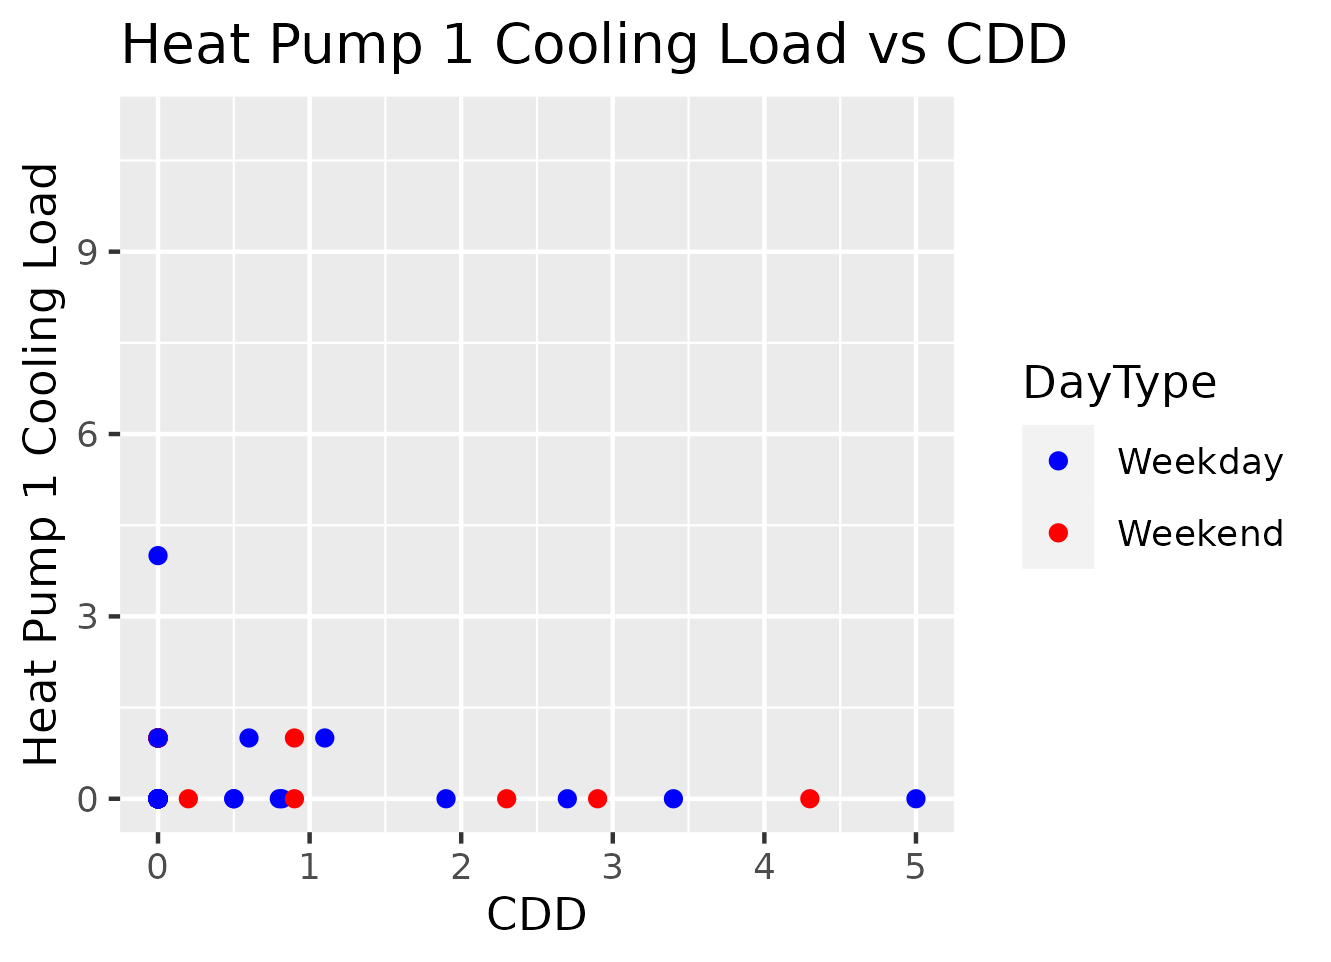 Heat Pump 1 Cooling Load vs CDD
Heat Pump 1 Cooling Load
9
6
3
0
0 1 2 3 4 5
CDD
DayType
Weekday
Weekend